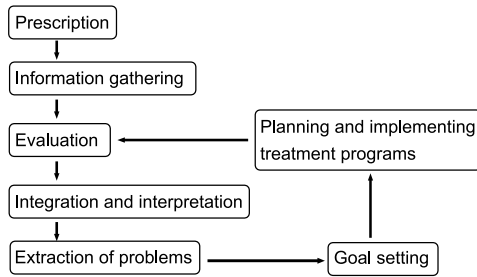 Prescription
Information gathering
Evaluation
Planning and implementing
treatment programs
Integration and interpretation
Extraction of problems
Goal setting